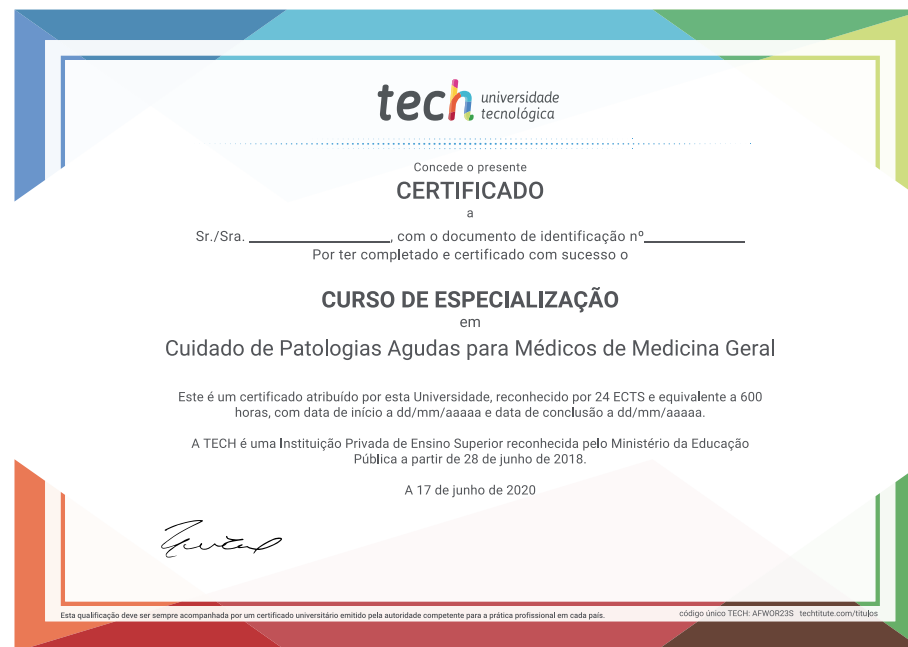 tech universidade
tecnológica
Concede o presente
CERTIFICADO
a
Sr./Sra. ____________________, com o documento de identificação nº______________
Por ter completado e certificado com sucesso o
CURSO DE ESPECIALIZAÇÃO
em
Cuidado de Patologias Agudas para Médicos de Medicina Geral
Este é um certificado atribuído por esta Universidade, reconhecido por 24 ECTS e equivalente a 600
horas, com data de início a dd/mm/aaaaa e data de conclusão a dd/mm/aaaaa.
A TECH é uma Instituição Privada de Ensino Superior reconhecida pelo Ministério da Educação
Pública a partir de 28 de junho de 2018.
A 17 de junho de 2020
Esta qualificação deve ser sempre acompanhada por um certificado universitário emitido pela autoridade competente para a prática profissional em cada país.
código único TECH: AFWOR23S techtitute.com/titulos